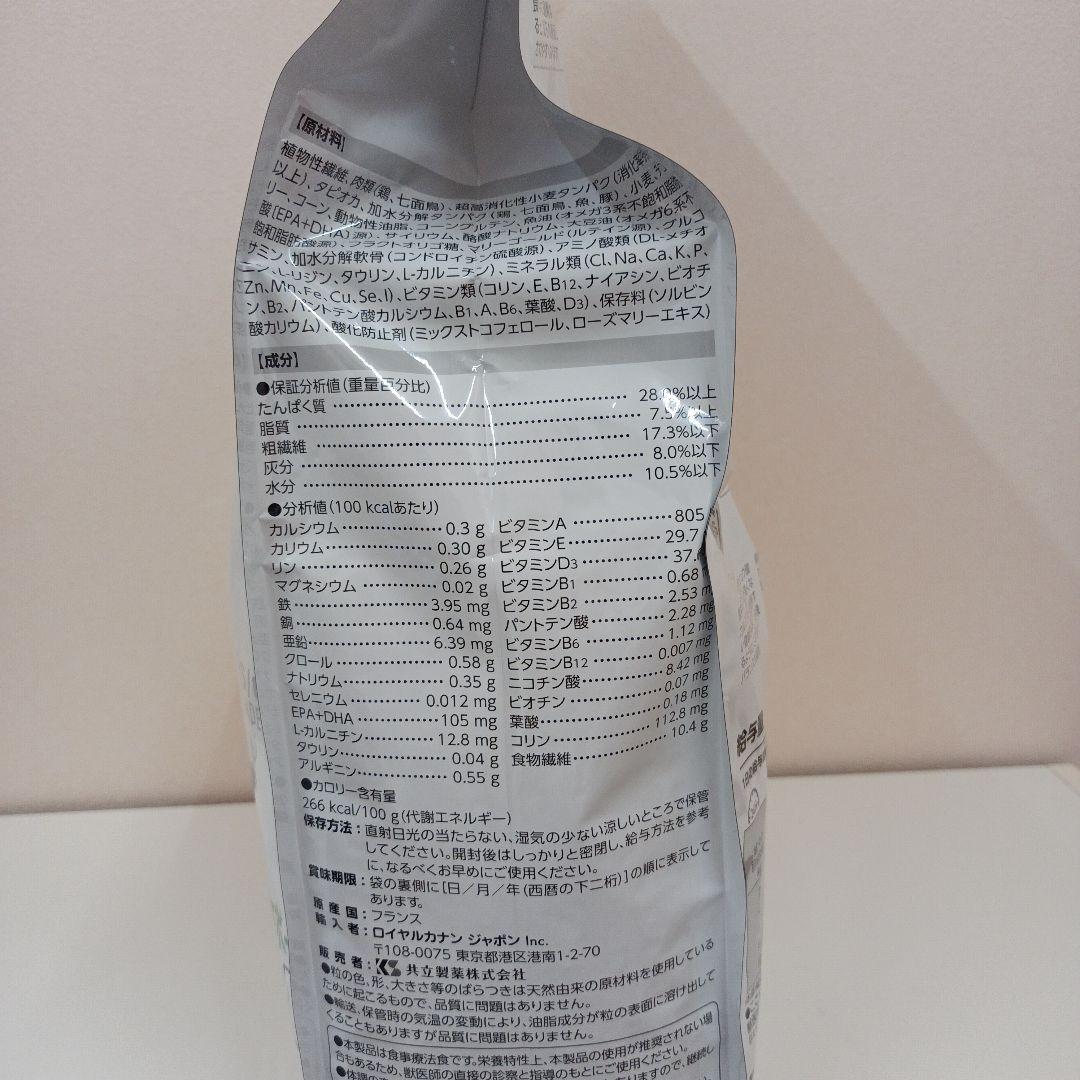 【原材料】
植物性繊維、肉類(鶏、七面鳥)、超高消化性小麦タンパク(消化率
以上)、タピオカ、加水分解タンパク(鶏、七面鳥、魚、豚)、小麦、
リー、コーン、動物性油脂、コーングルテン、魚油(オメガ3系不飽和脂肪
酸[EPA+DHA]源)、サイリウム、酪酸ナトリウム、大豆油(オメガ6系不
飽和脂肪酸源)、フラクトオリゴ糖、マリーゴールド(ルテイン源)、グルコ
サミン、加水分解軟骨(コンドロイチン硫酸源)、アミノ酸類(DL-メチオ
ニン、L-リジン、タウリン、L-カルニチン)、ミネラル類(Cl、Na、Ca、K、P、
Zn、Mn、Fe、Cu、Se、I)、ビタミン類(コリン、E、B12、ナイアシン、ビオチ
ン、B2、パントテン酸カルシウム、B1、A、B6、葉酸、D3)、保存料(ソルビン
酸カリウム)、酸化防止剤(ミックストコフェロール、ローズマリーエキス)
【成分】
●保証分析値(重量百分比)
たんぱく質 28.0%以上
脂質 7.5%以上
粗繊維 17.3%以下
灰分 8.0%以下
水分 10.5%以下
●分析値(100 kcalあたり)
カルシウム 0.3 g ビタミンA 805
カリウム 0.30 g ビタミンE 29.7
リン 0.26 g ビタミンD3 37.
マグネシウム 0.02 g ビタミンB1 0.68
鉄 3.95 mg ビタミンB2 2.53 m
銅 0.64 mg パントテン酸 2.28 mg
亜鉛 6.39 mg ビタミンB6 1.12 mg
クロール 0.58 g ビタミンB12 0.007 mg
ナトリウム 0.35 g ニコチン酸 8.42 mg
セレニウム 0.012 mg ビオチン 0.07 mg
EPA+DHA 105 mg 葉酸 0.18 mg
L-カルニチン 12.8 mg コリン 112.8 mg
タウリン 0.04 g 食物繊維 10.4 g
アルギニン 0.55 g
●カロリー含有量
266 kcal/100 g(代謝エネルギー)
保存方法:直射日光の当たらない、湿気の少ない涼しいところで保管
してください。開封後はしっかりと密閉し、給与方法を参考
に、なるべくお早めにご使用ください。
賞味期限:袋の裏側に[日/月/年(西暦の下二桁)]の順に表示して
あります。
原産国:フランス
輸入者:ロイヤルカナン ジャポン Inc.
〒108-0075 東京都港区港南1-2-70
販売者:KS 共立製薬株式会社
●粒の色、形、大きさ等のばらつきは天然由来の原材料を使用している
ために起こるもので、品質に問題はありません。
●輸送、保管時の気温の変動により、油脂成分が粒の表面に溶け出して
くることもありますが品質に問題はありません。
●本製品は食事療法食です。栄養特性上、本製品の使用が推奨されない場
合もあるため、獣医師の直接の診察と指導のもとにご使用ください。
給与量